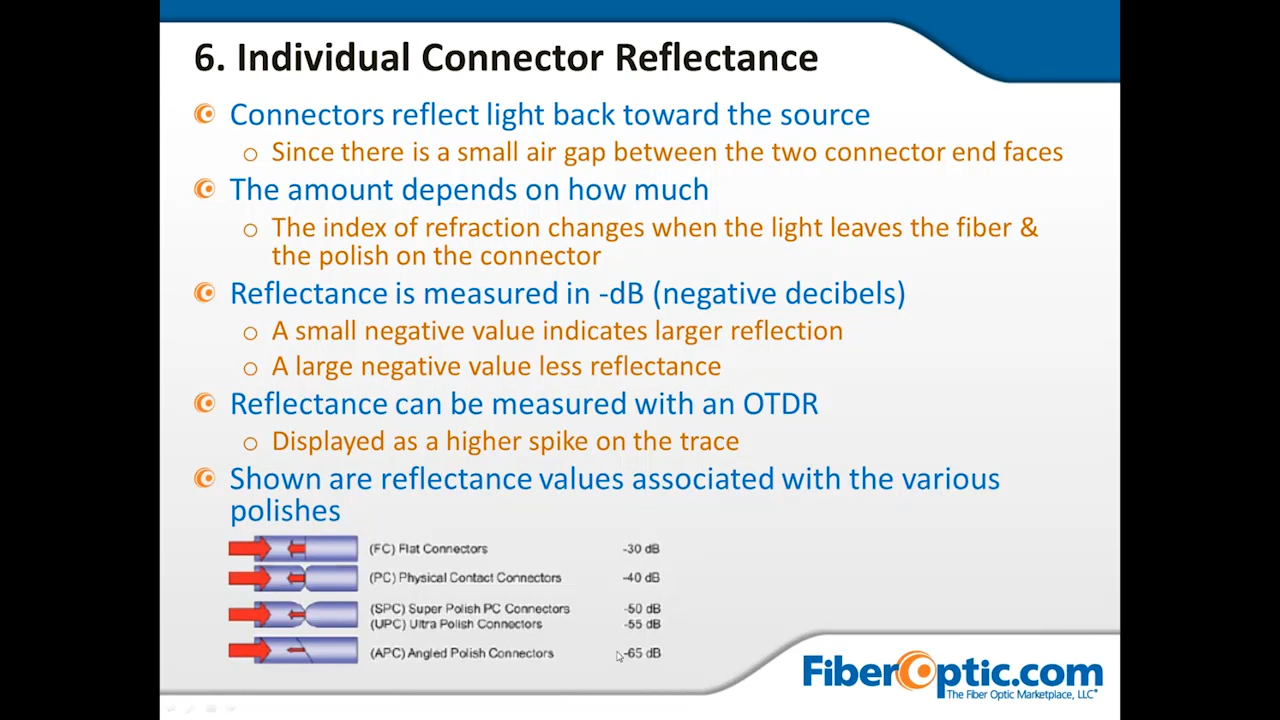 6. Individual Connector Reflectance
Connectors reflect light back toward the source
o Since there is a small air gap between the two connector end faces
The amount depends on how much
o The index of refraction changes when the light leaves the fiber &
the polish on the connector
Reflectance is measured in -dB (negative decibels)
o A small negative value indicates larger reflection
o A large negative value less reflectance
Reflectance can be measured with an OTDR
o Displayed as a higher spike on the trace
Shown are reflectance values associated with the various
polishes
(FC) Flat Connectors -30 dB
(PC) Physical Contact Connectors -40 dB
(SPC) Super Polish PC Connectors -50 dB
(UPC) Ultra Polish Connectors -55 dB
(APC) Angled Polish Connectors -65 dB
FiberOptic.com
The Fiber Optic Marketplace, LLC®